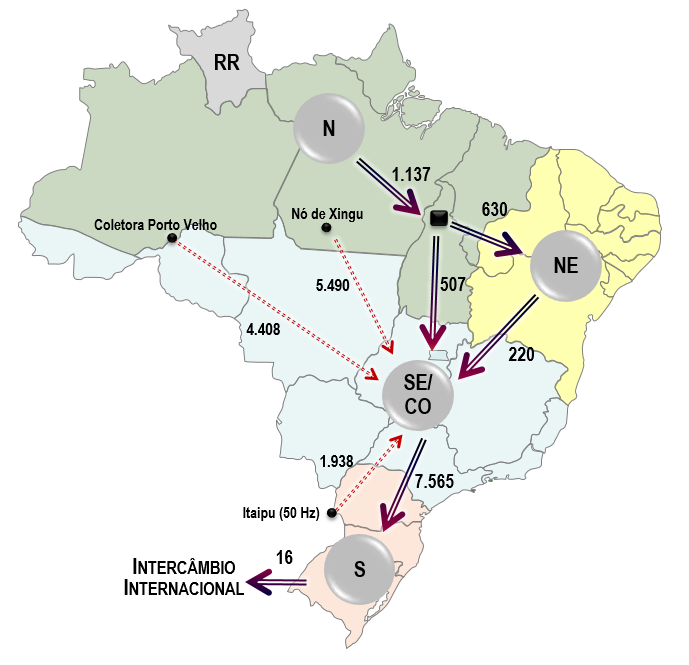 RR
N
1.137
Coletora Porto Velho
Nó de Xingu
630
NE
5.490
507
4.408
220
SE/
CO
1.938
7.565
Itaipu (50 Hz)
16
S
INTERCÂMBIO
INTERNACIONAL